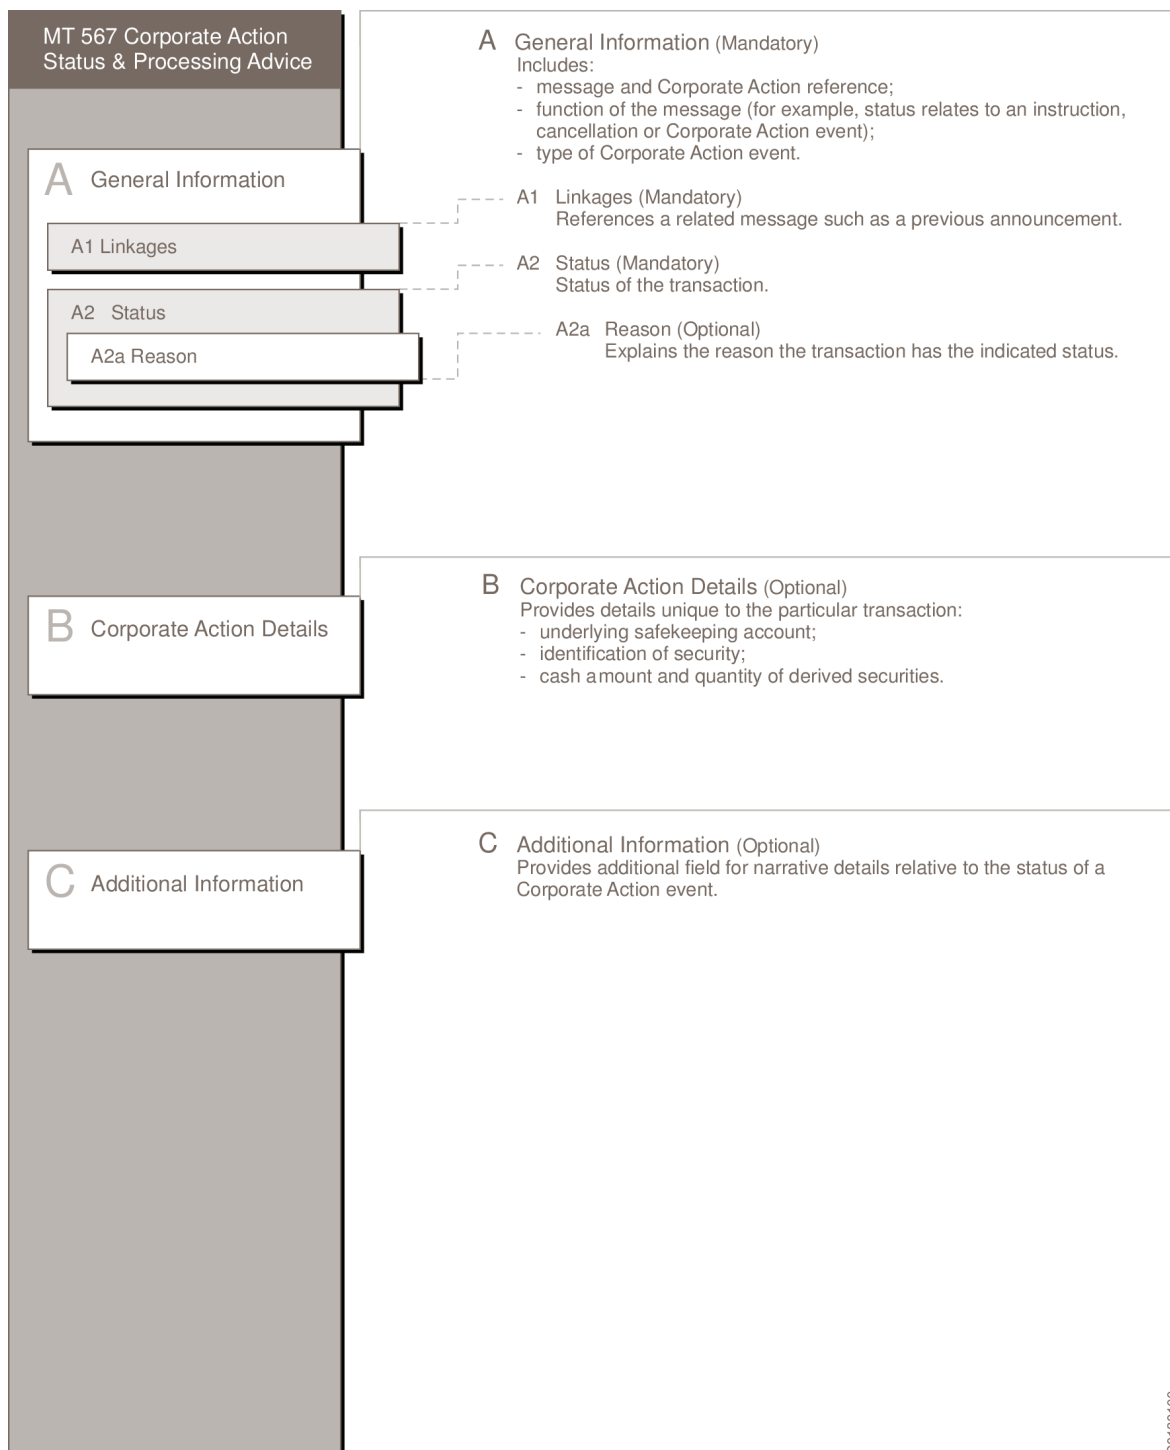 MT 567 Corporate Action
Status & Processing Advice
A General Information
A1 Linkages
A2 Status
A2a Reason
B Corporate Action Details
C Additional Information
A General Information (Mandatory)
Includes:
- message and Corporate Action reference;
- function of the message (for example, status relates to an instruction,
cancellation or Corporate Action event);
- type of Corporate Action event.
A1 Linkages (Mandatory)
References a related message such as a previous announcement.
A2 Status (Mandatory)
Status of the transaction.
A2a Reason (Optional)
Explains the reason the transaction has the indicated status.
B Corporate Action Details (Optional)
Provides details unique to the particular transaction:
- underlying safekeeping account;
- identification of security;
- cash amount and quantity of derived securities.
C Additional Information (Optional)
Provides additional field for narrative details relative to the status of a
Corporate Action event.